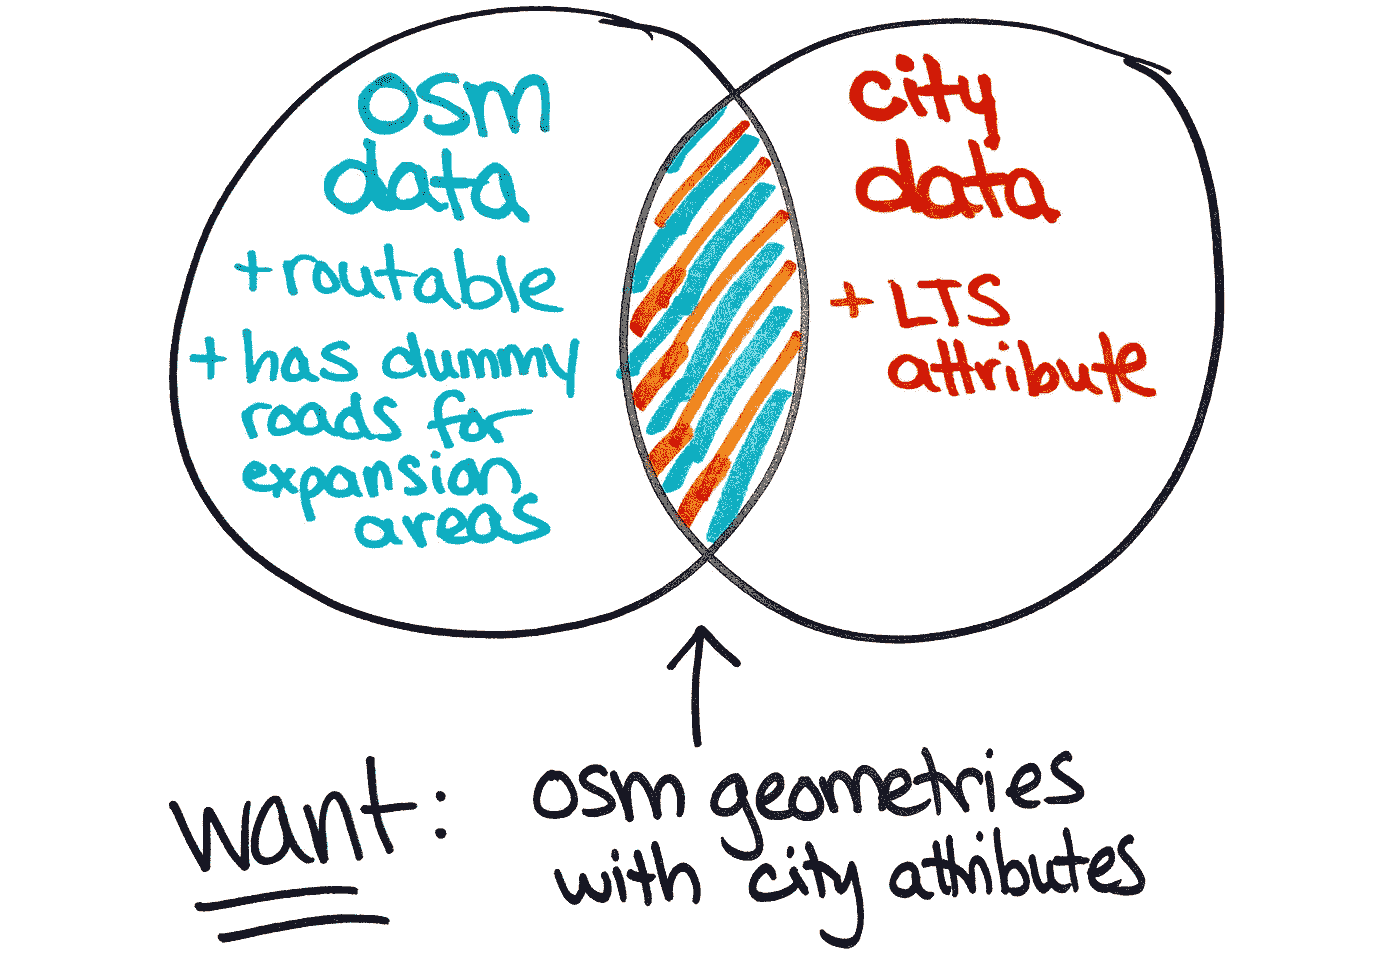 osm
data
+ routable
+ has dummy
roads for
expansion
areas
city
data
+ LTS
attribute
want:
osm geometries
with city attributes